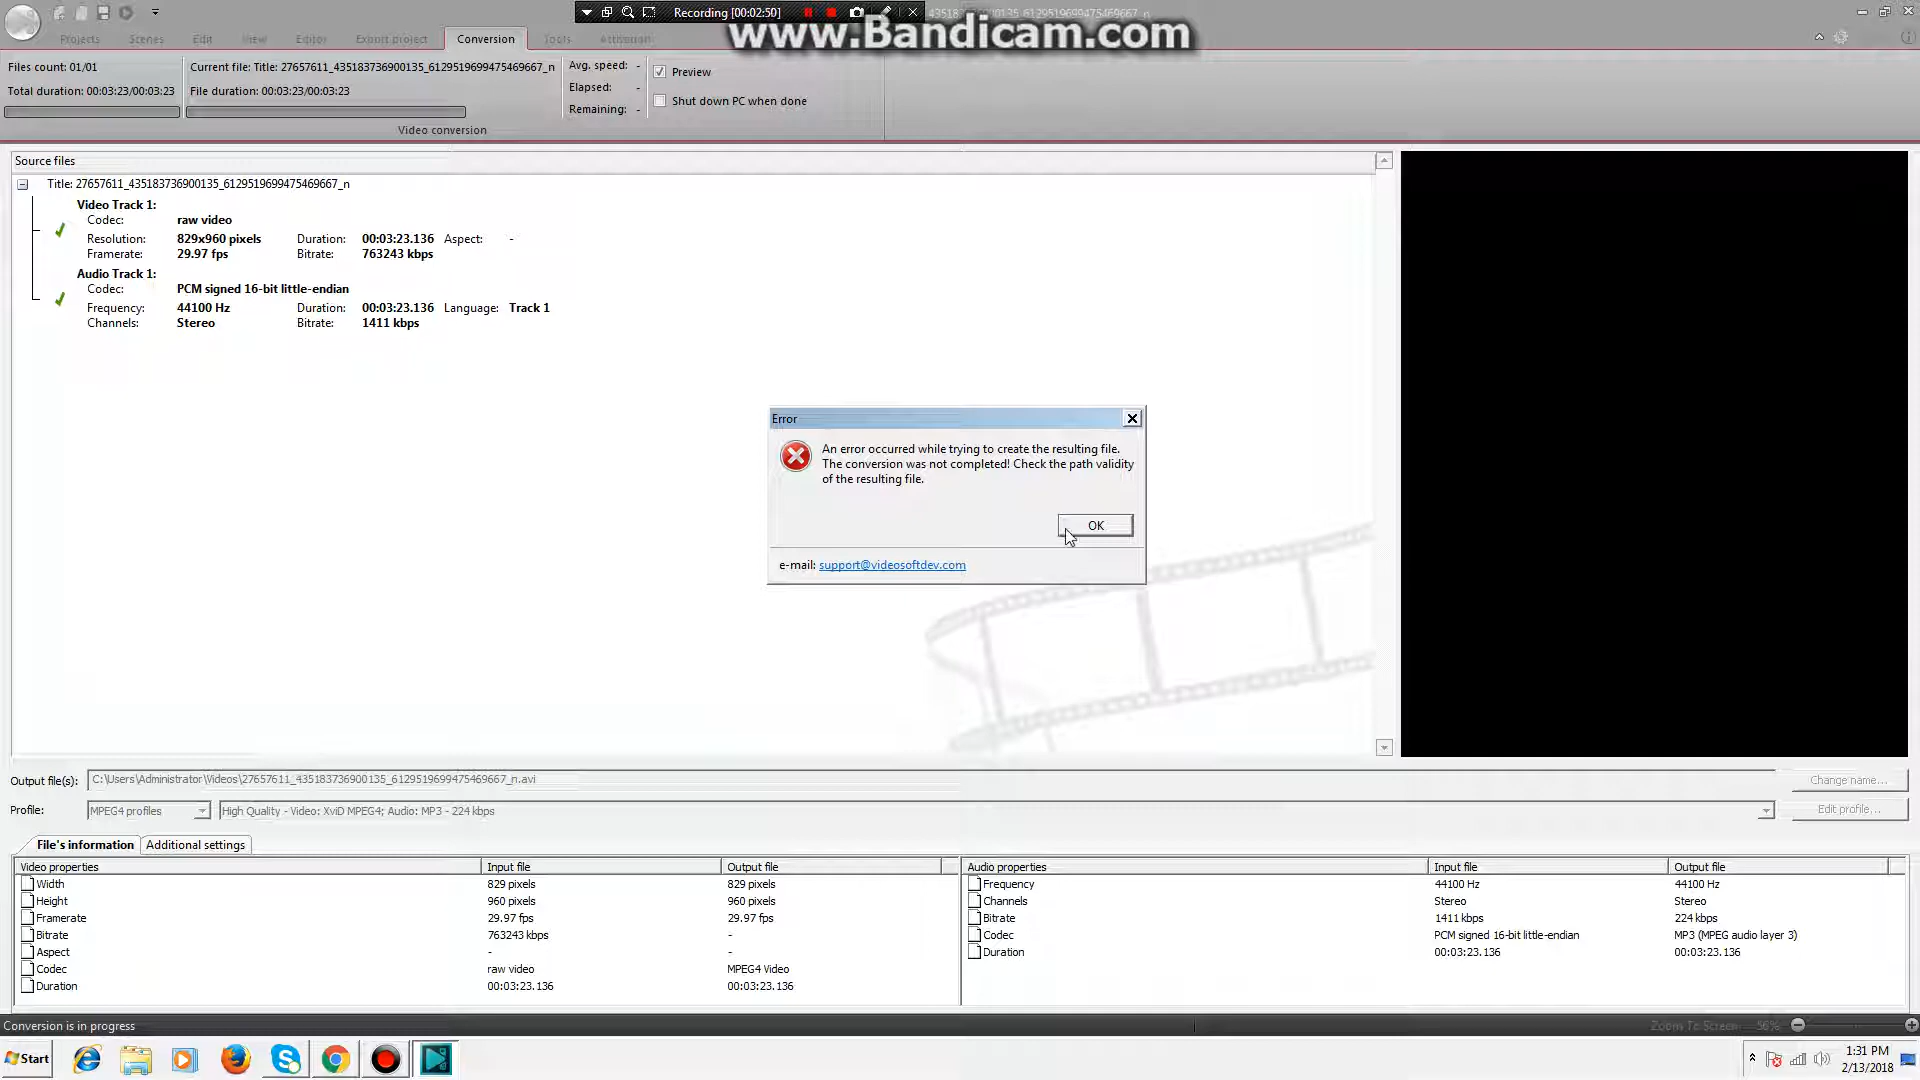 Recording [00:02:50]
435183736900135_6129519699475469667_n
www.Bandicam.com
Projects Scenes Edit View Editor Export project Conversion Tools Activation
Files count: 01/01
Total duration: 00:03:23/00:03:23
Current file: Title: 27657611_435183736900135_6129519699475469667_n
File duration: 00:03:23/00:03:23
Avg. speed: -
Elapsed: -
Remaining: -
Preview
Shut down PC when done
Video conversion
Source files
Title: 27657611_435183736900135_6129519699475469667_n
Video Track 1:
Codec: raw video
Resolution: 829x960 pixels Duration: 00:03:23.136 Aspect: -
Framerate: 29.97 fps Bitrate: 763243 kbps
Audio Track 1:
Codec: PCM signed 16-bit little-endian
Frequency: 44100 Hz Duration: 00:03:23.136 Language: Track 1
Channels: Stereo Bitrate: 1411 kbps
Error
An error occurred while trying to create the resulting file.
The conversion was not completed! Check the path validity
of the resulting file.
OK
e-mail: support@videosoftdev.com
Output file(s): C:\Users\Administrator\Videos\27657611_435183736900135_6129519699475469667_n.avi Change name...
Profile: MPEG4 profiles High Quality - Video: XviD MPEG4; Audio: MP3 - 224 kbps Edit profile...
File's information Additional settings
Video properties Input file Output file
Width 829 pixels 829 pixels
Height 960 pixels 960 pixels
Framerate 29.97 fps 29.97 fps
Bitrate 763243 kbps -
Aspect - -
Codec raw video MPEG4 Video
Duration 00:03:23.136 00:03:23.136
Audio properties Input file Output file
Frequency 44100 Hz 44100 Hz
Channels Stereo Stereo
Bitrate 1411 kbps 224 kbps
Codec PCM signed 16-bit little-endian MP3 (MPEG audio layer 3)
Duration 00:03:23.136 00:03:23.136
Conversion is in progress
Zoom To Screen 56%
Start
1:31 PM
2/13/2018